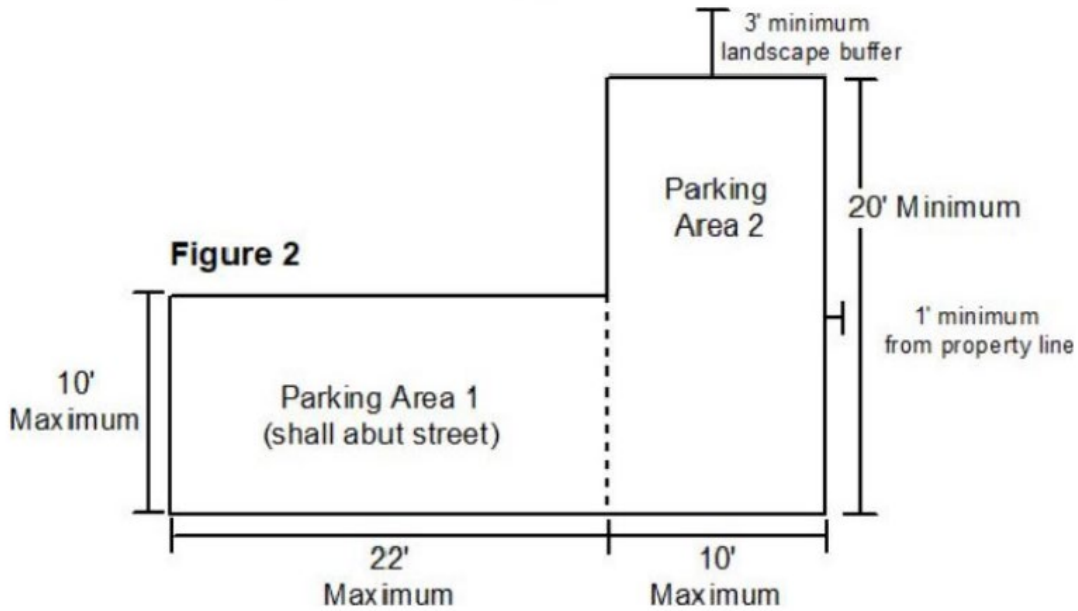 3' minimum
landscape buffer
Parking
Area 2
20' Minimum
Figure 2
1' minimum
from property line
10'
Maximum
Parking Area 1
(shall abut street)
22'
Maximum
10'
Maximum